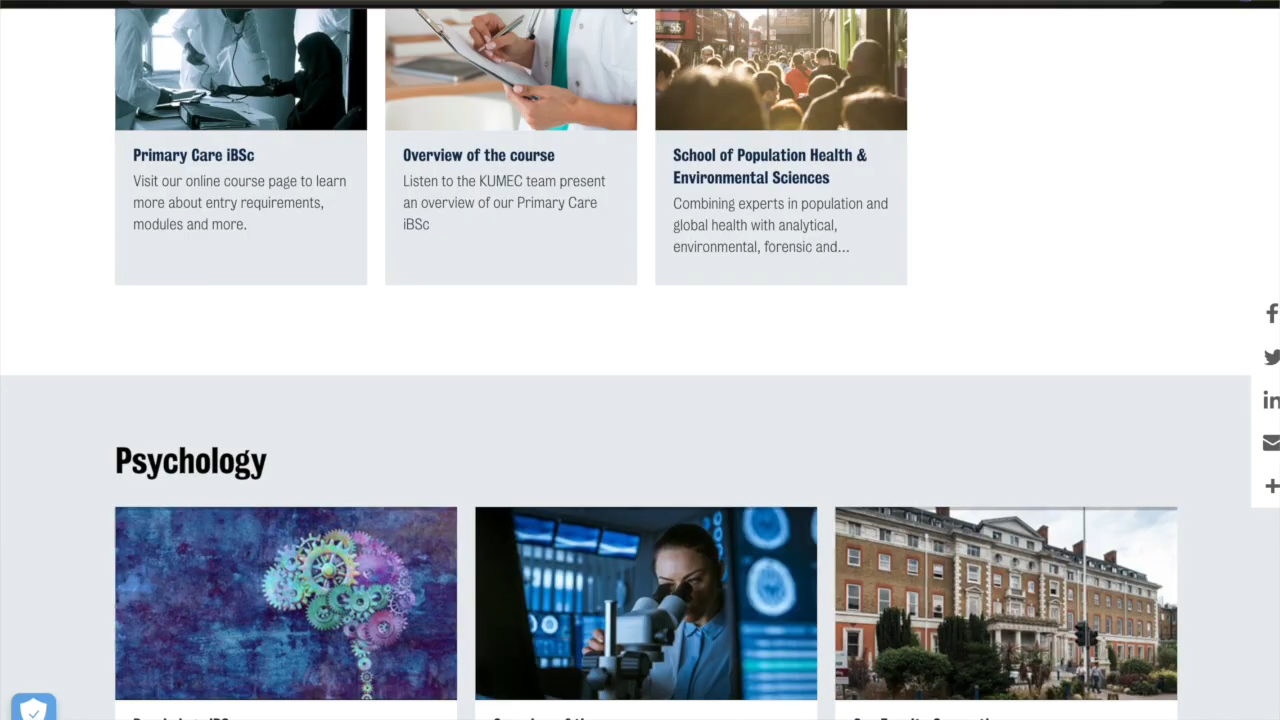 56
Primary Care iBSc
Visit our online course page to learn
more about entry requirements,
modules and more.
Overview of the course
Listen to the KUMEC team present
an overview of our Primary Care
iBSc
School of Population Health &
Environmental Sciences
Combining experts in population and
global health with analytical,
environmental, forensic and...
Psychology